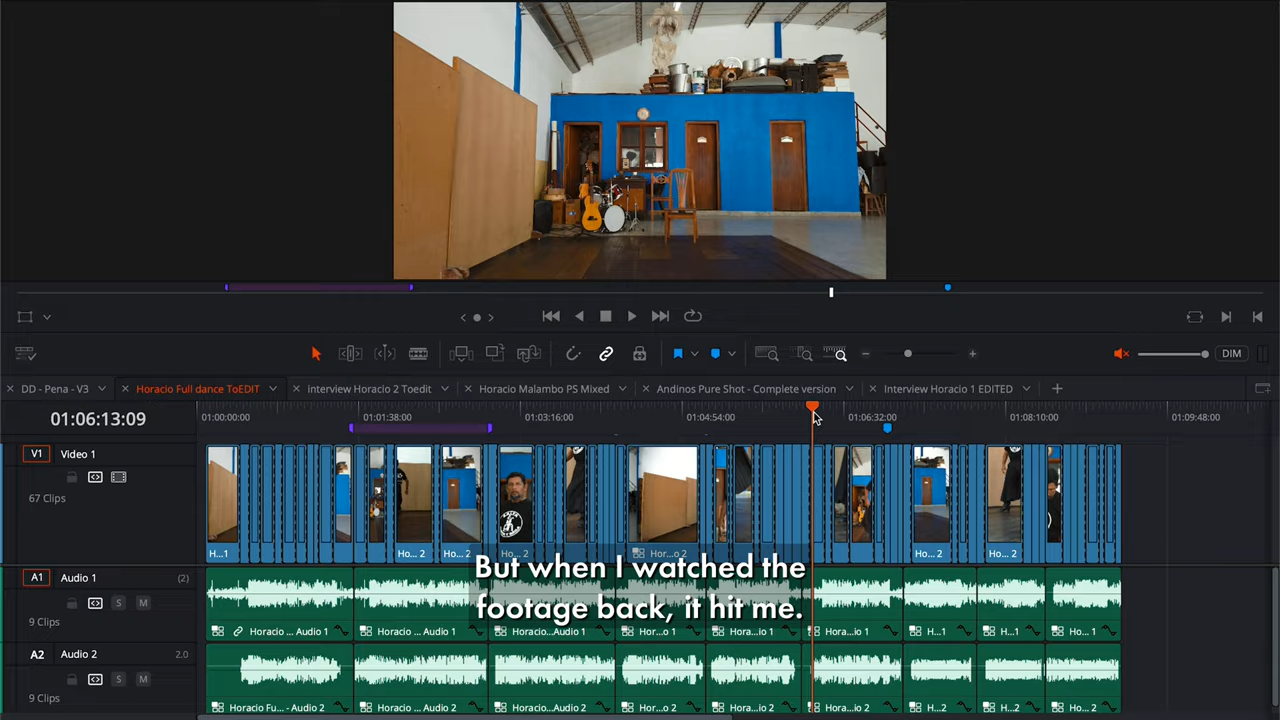 DIM
DD - Pena - V3
Horacio Full dance ToEDIT
interview Horacio 2 Toedit
Horacio Malambo PS Mixed
Andinos Pure Shot - Complete version
Interview Horacio 1 EDITED
01:06:13:09
01:00:00:00
01:01:38:00
01:03:16:00
01:04:54:00
01:06:32:00
01:08:10:00
01:09:48:00
V1
Video 1
67 Clips
H...1
Ho... 2
Ho... 2
Ho... 2
Hor...o 2
Ho... 2
Ho... 2
But when I watched the
footage back, it hit me.
A1
Audio 1
(2)
S
M
9 Clips
Horacio ... Audio 1
Horacio ... Audio 1
Horacio...Audio 1
Hor...o 1
Hora...io 1
Hora...io 1
H...1
H...1
Ho... 1
A2
Audio 2
2.0
S
M
9 Clips
Horacio Fu... - Audio 2
Horacio ... Audio 2
Horacio...Audio 2
Hor...o 2
Hora...io 2
Hora...io 2
H...2
H...2
Ho... 2